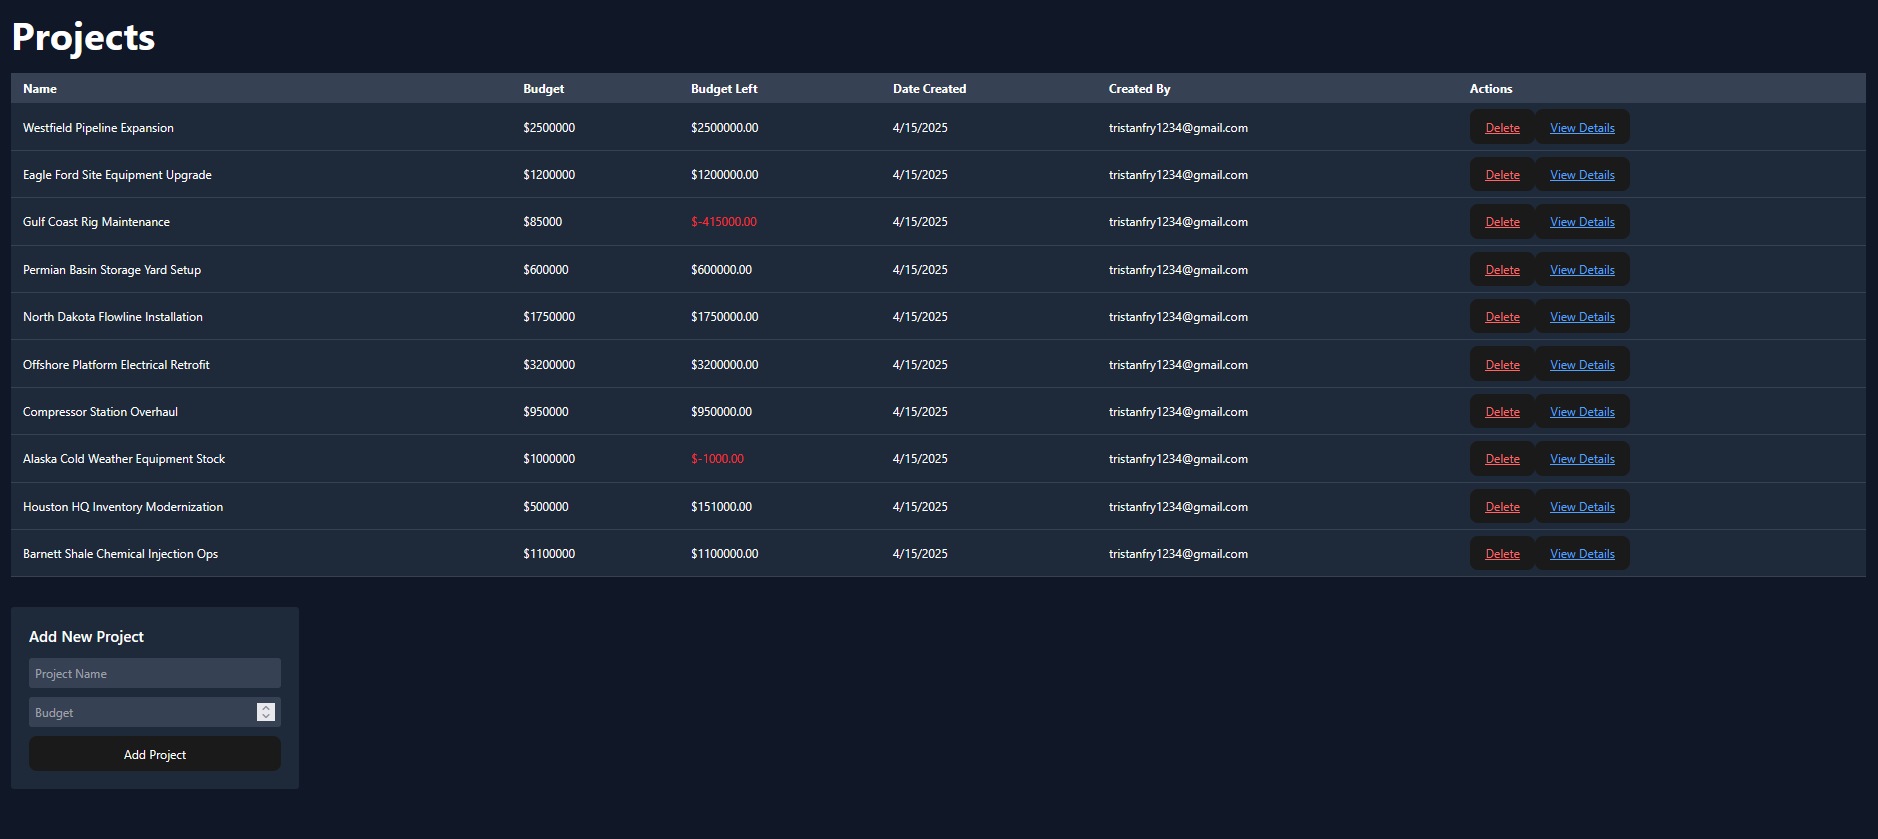 Projects
Name Budget Budget Left Date Created Created By Actions
Westfield Pipeline Expansion $2500000 $2500000.00 4/15/2025 tristanfry1234@gmail.com Delete View Details
Eagle Ford Site Equipment Upgrade $1200000 $1200000.00 4/15/2025 tristanfry1234@gmail.com Delete View Details
Gulf Coast Rig Maintenance $85000 $-415000.00 4/15/2025 tristanfry1234@gmail.com Delete View Details
Permian Basin Storage Yard Setup $600000 $600000.00 4/15/2025 tristanfry1234@gmail.com Delete View Details
North Dakota Flowline Installation $1750000 $1750000.00 4/15/2025 tristanfry1234@gmail.com Delete View Details
Offshore Platform Electrical Retrofit $3200000 $3200000.00 4/15/2025 tristanfry1234@gmail.com Delete View Details
Compressor Station Overhaul $950000 $950000.00 4/15/2025 tristanfry1234@gmail.com Delete View Details
Alaska Cold Weather Equipment Stock $1000000 $-1000.00 4/15/2025 tristanfry1234@gmail.com Delete View Details
Houston HQ Inventory Modernization $500000 $151000.00 4/15/2025 tristanfry1234@gmail.com Delete View Details
Barnett Shale Chemical Injection Ops $1100000 $1100000.00 4/15/2025 tristanfry1234@gmail.com Delete View Details
Add New Project
Project Name
Budget
Add Project